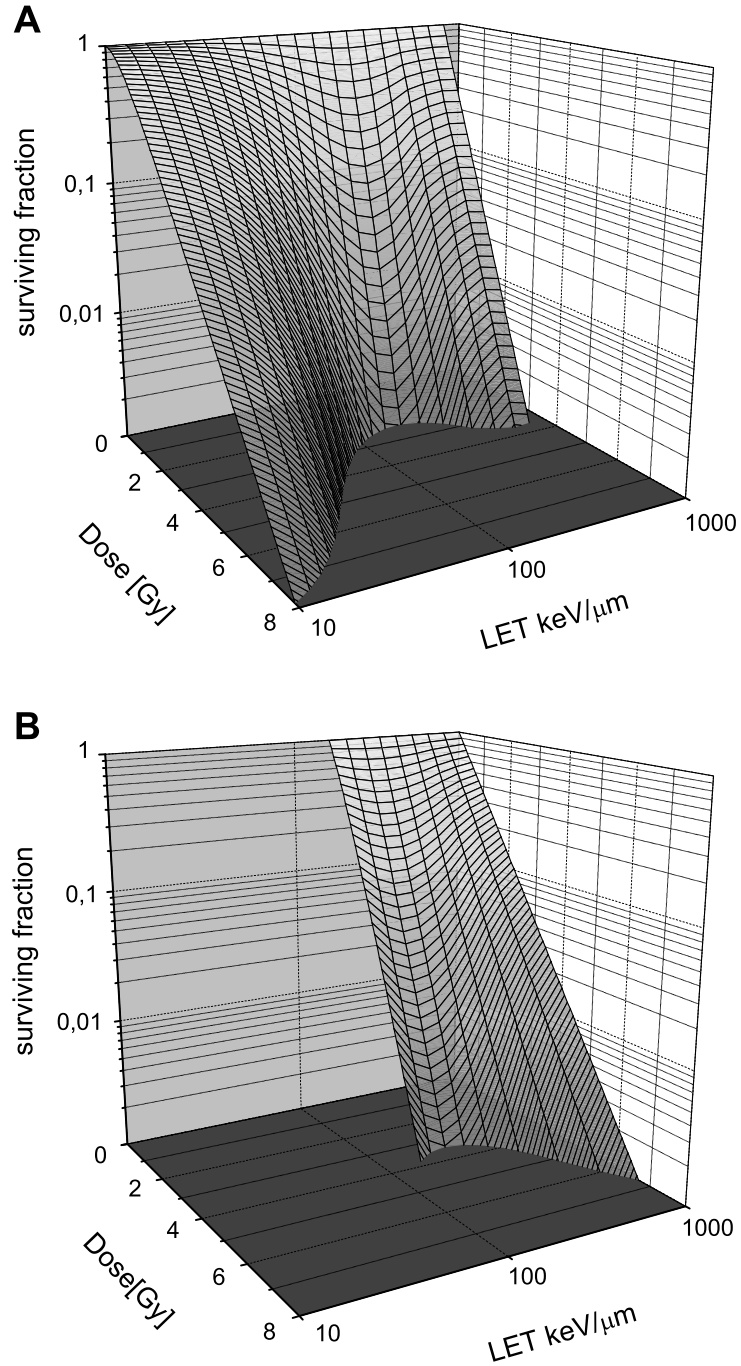 A
1
0,1
0,01
surviving fraction
0
2
4
6
8
Dose [Gy]
10
100
1000
LET keV/μm
B
1
0,1
0,01
surviving fraction
0
2
4
6
8
Dose[Gy]
10
100
1000
LET keV/μm